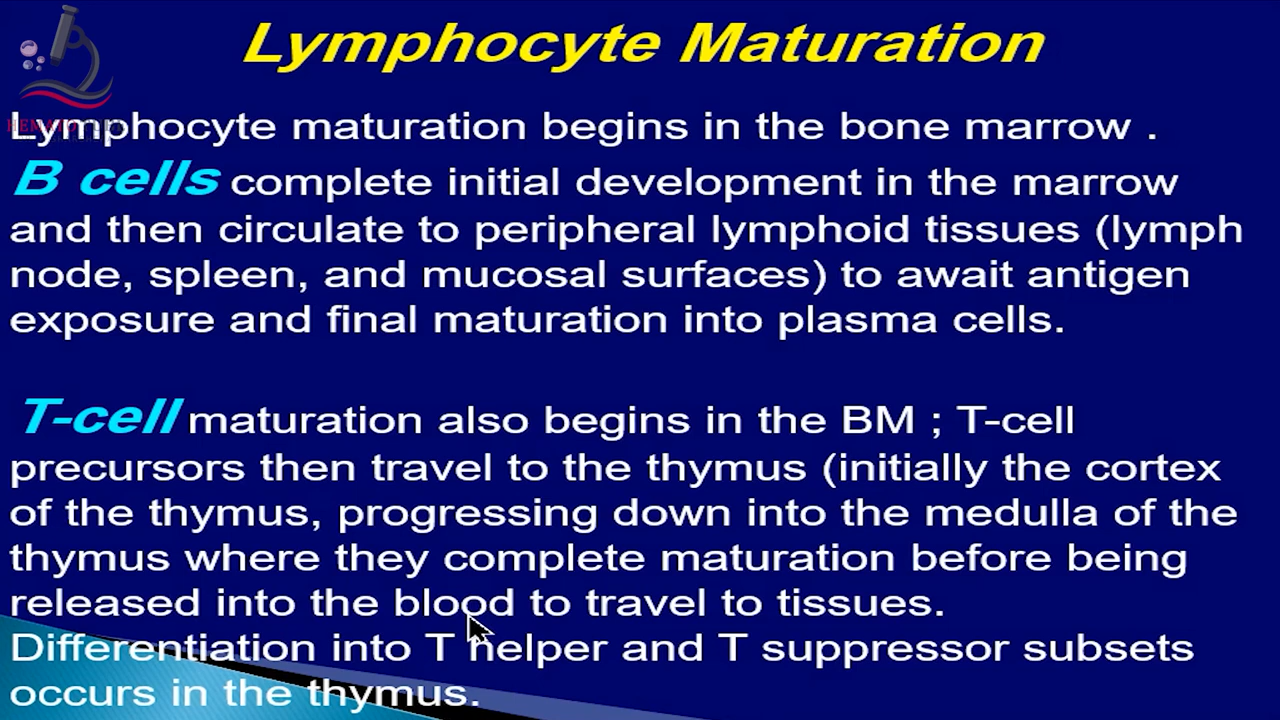 Lymphocyte Maturation
Lymphocyte maturation begins in the bone marrow .
B cells complete initial development in the marrow
and then circulate to peripheral lymphoid tissues (lymph
node, spleen, and mucosal surfaces) to await antigen
exposure and final maturation into plasma cells.
T-cell maturation also begins in the BM ; T-cell
precursors then travel to the thymus (initially the cortex
of the thymus, progressing down into the medulla of the
thymus where they complete maturation before being
released into the blood to travel to tissues.
Differentiation into T helper and T suppressor subsets
occurs in the thymus.